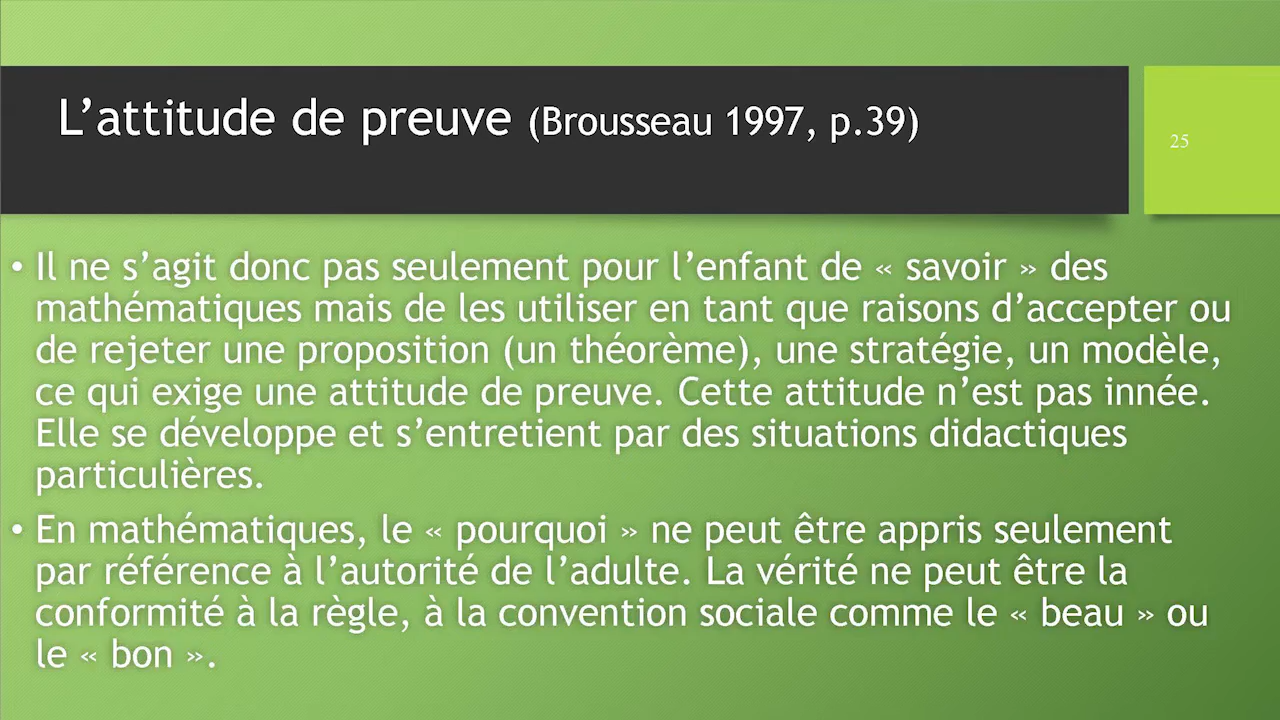 L’attitude de preuve (Brousseau 1997, p.39)
25
• Il ne s’agit donc pas seulement pour l’enfant de « savoir » des
mathématiques mais de les utiliser en tant que raisons d’accepter ou
de rejeter une proposition (un théorème), une stratégie, un modèle,
ce qui exige une attitude de preuve. Cette attitude n’est pas innée.
Elle se développe et s’entretient par des situations didactiques
particulières.
• En mathématiques, le « pourquoi » ne peut être appris seulement
par référence à l’autorité de l’adulte. La vérité ne peut être la
conformité à la règle, à la convention sociale comme le « beau » ou
le « bon ».